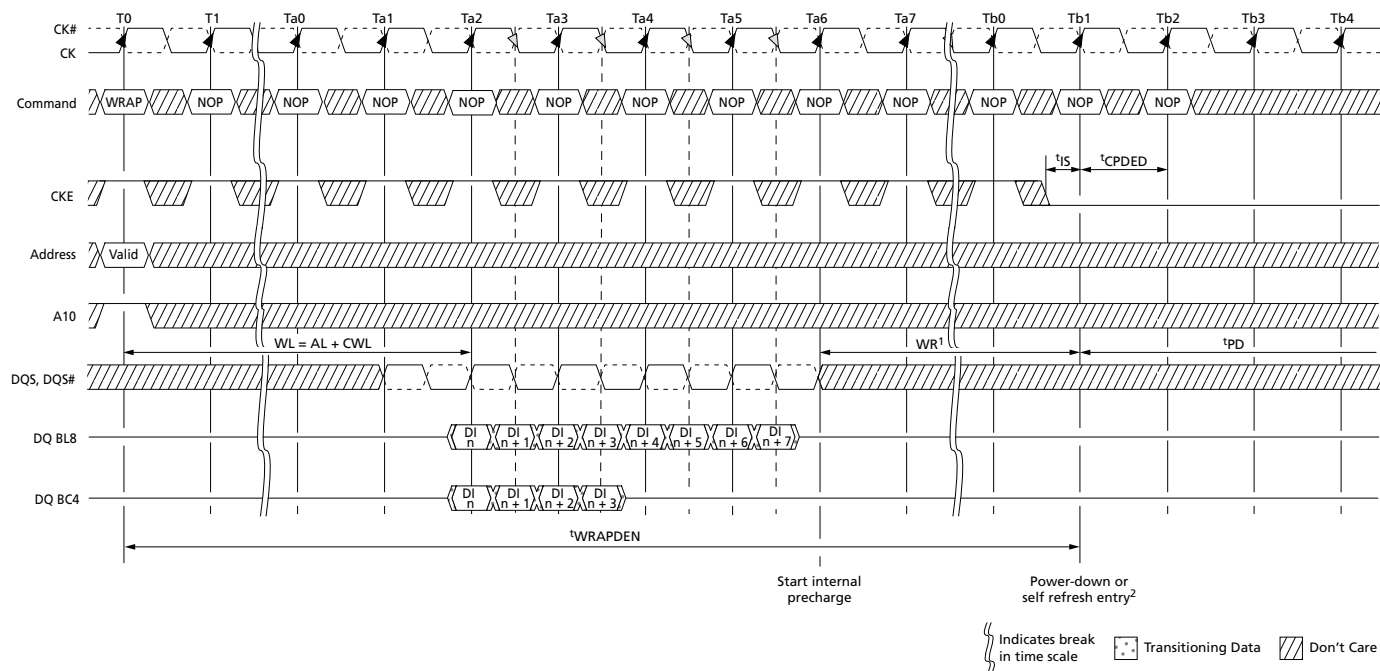 T0 T1 Ta0 Ta1 Ta2 Ta3 Ta4 Ta5 Ta6 Ta7 Tb0 Tb1 Tb2 Tb3 Tb4
CK#
CK
Command WRAP NOP NOP NOP NOP NOP NOP NOP NOP NOP NOP NOP NOP
tIS tCPDED
CKE
Address Valid
A10
WL = AL + CWL WR1 tPD
DQS, DQS#
DQ BL8 DI n DI n + 1 DI n + 2 DI n + 3 DI n + 4 DI n + 5 DI n + 6 DI n + 7
DQ BC4 DI n DI n + 1 DI n + 2 DI n + 3
tWRAPDEN
Start internal
precharge
Power-down or
self refresh entry2
Indicates break
in time scale
Transitioning Data
Don't Care